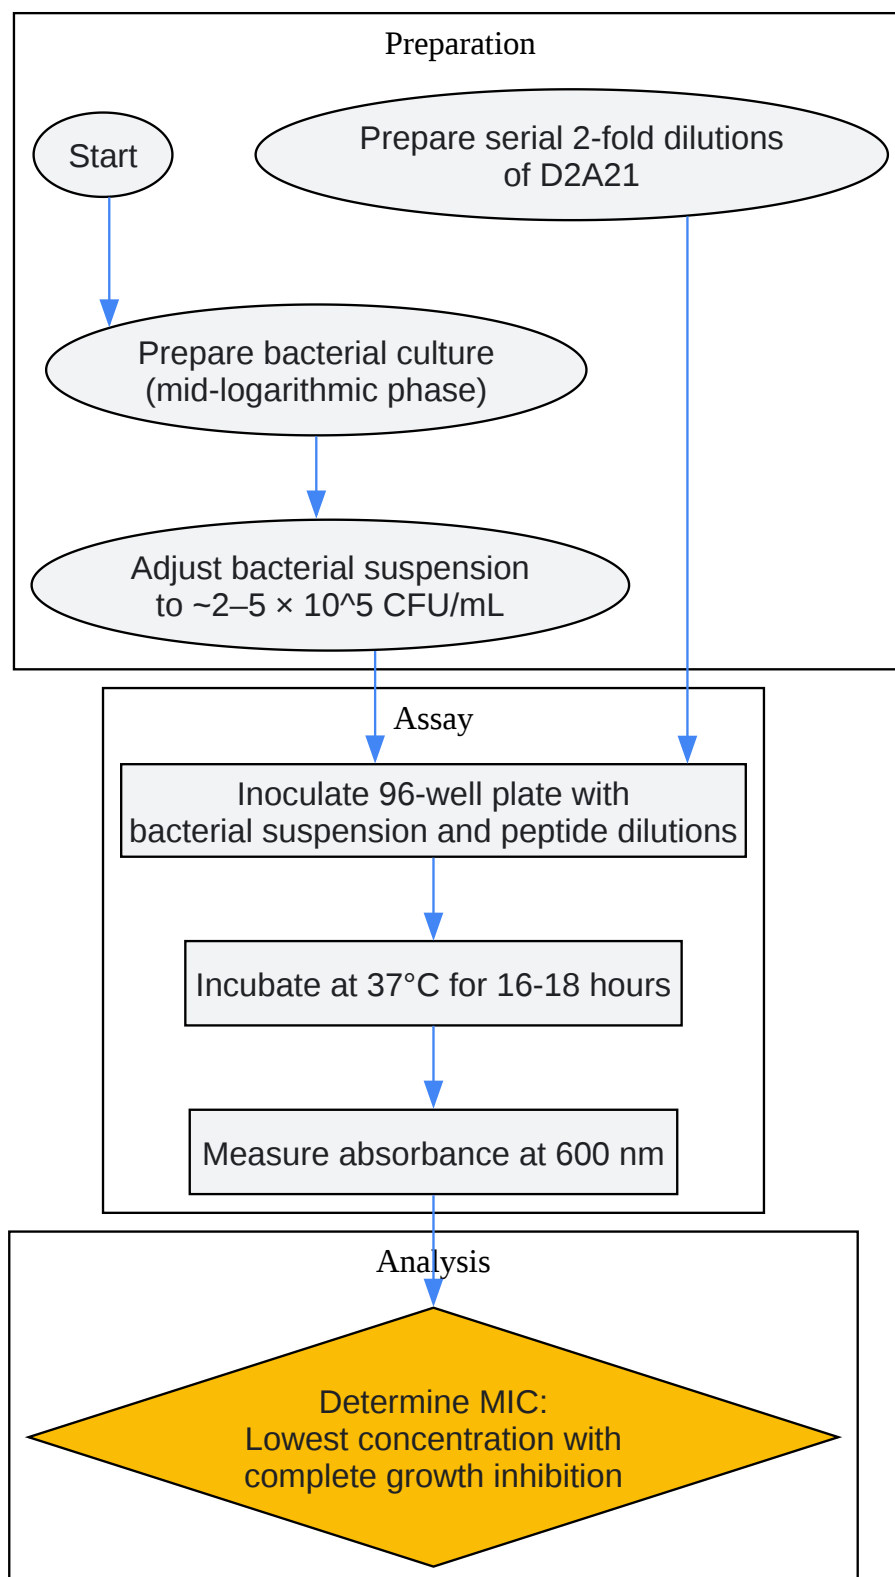 Preparation
Start
Prepare serial 2-fold dilutions
of D2A21
Prepare bacterial culture
(mid-logarithmic phase)
Adjust bacterial suspension
to ~2–5 × 10^5 CFU/mL
Assay
Inoculate 96-well plate with
bacterial suspension and peptide dilutions
Incubate at 37°C for 16-18 hours
Measure absorbance at 600 nm
Analysis
Determine MIC:
Lowest concentration with
complete growth inhibition